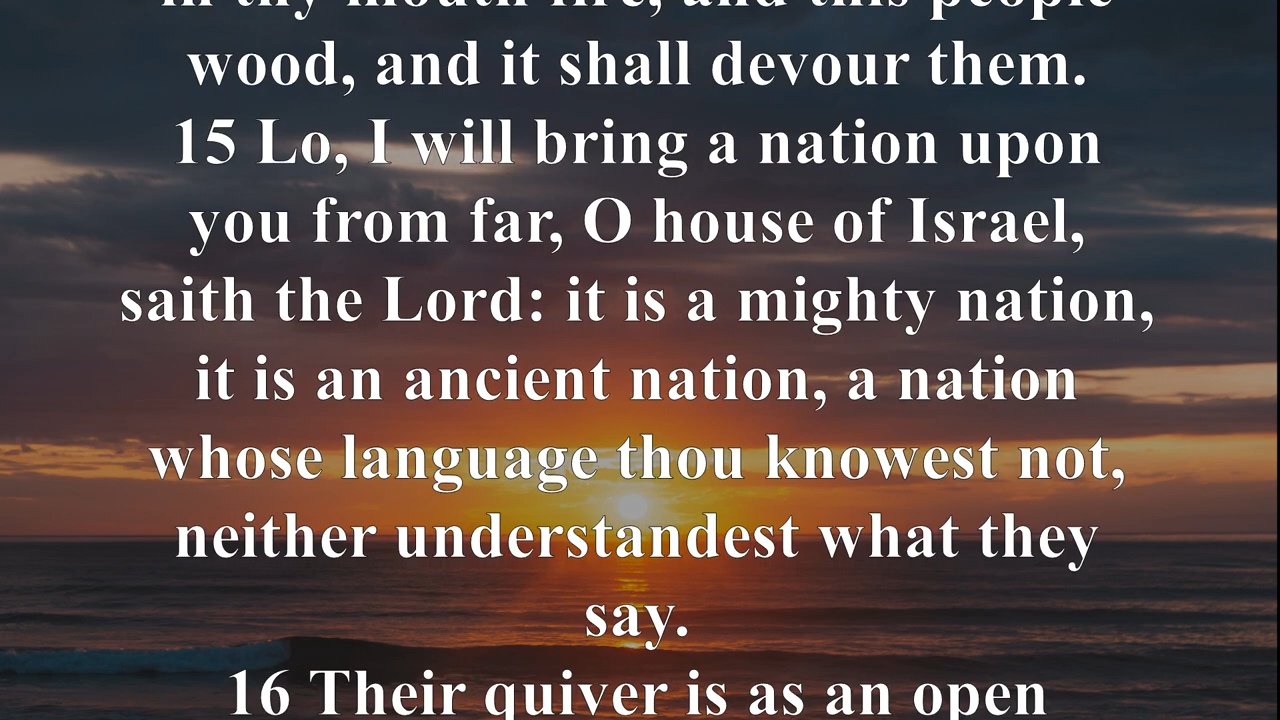 in thy mouth fire, and this people
wood, and it shall devour them.
15 Lo, I will bring a nation upon
you from far, O house of Israel,
saith the Lord: it is a mighty nation,
it is an ancient nation, a nation
whose language thou knowest not,
neither understandest what they
say.
16 Their quiver is as an open